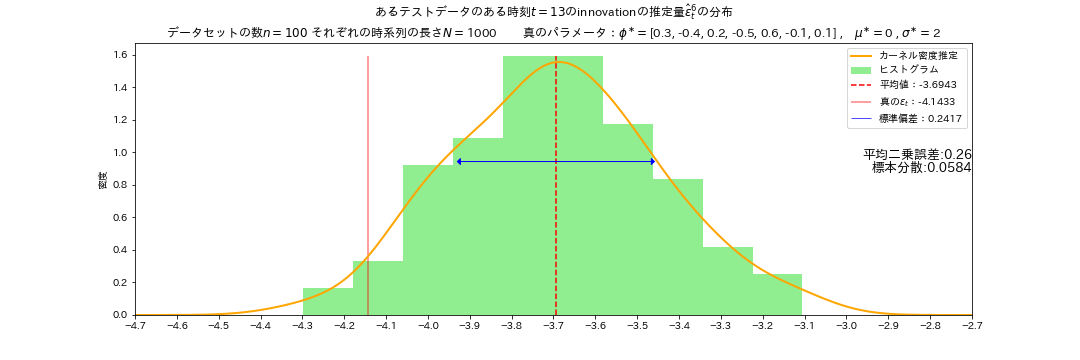 あるテストデータのある時刻t = 13のinnovationの推定量ε̂_t^6の分布
データセットの数n = 100 それぞれの時系列の長さN = 1000 真のパラメータ：ϕ* = [0.3, -0.4, 0.2, -0.5, 0.6, -0.1, 0.1] , μ* = 0 , σ* = 2
カーネル密度推定
ヒストグラム
平均値：-3.6943
真のε_t：-4.1433
標準偏差：0.2417
平均二乗誤差:0.26
標本分散:0.0584
密度
1.6
1.4
1.2
1.0
0.8
0.6
0.4
0.2
0.0
−4.7 −4.6 −4.5 −4.4 −4.2 −4.1 −4.0 −3.9 −3.8 −3.7 −3.6 −3.5 −3.4 −3.3 −3.2 −3.1 −3.0 −2.9 −2.8 −2.7